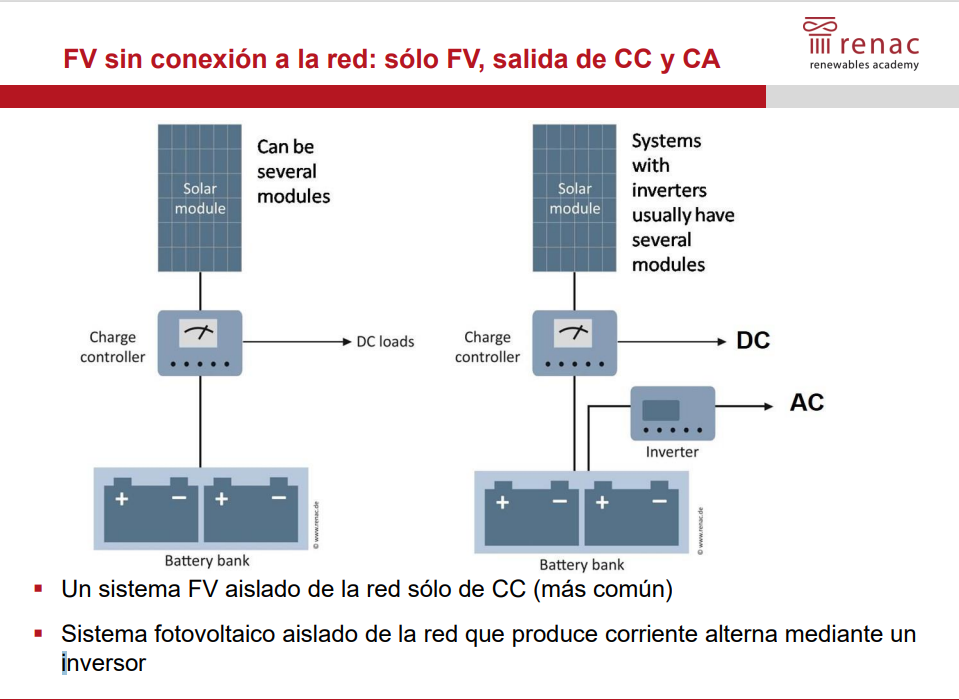 FV sin conexión a la red: sólo FV, salida de CC y CA
renac
renewables academy
Can be
several
modules
Solar
module
Charge
controller
DC loads
+ − + −
© www.renac.de
Battery bank
Systems
with
inverters
usually have
several
modules
Solar
module
Charge
controller
DC
AC
Inverter
+ − + −
© www.renac.de
Battery bank
Un sistema FV aislado de la red sólo de CC (más común)
Sistema fotovoltaico aislado de la red que produce corriente alterna mediante un
inversor